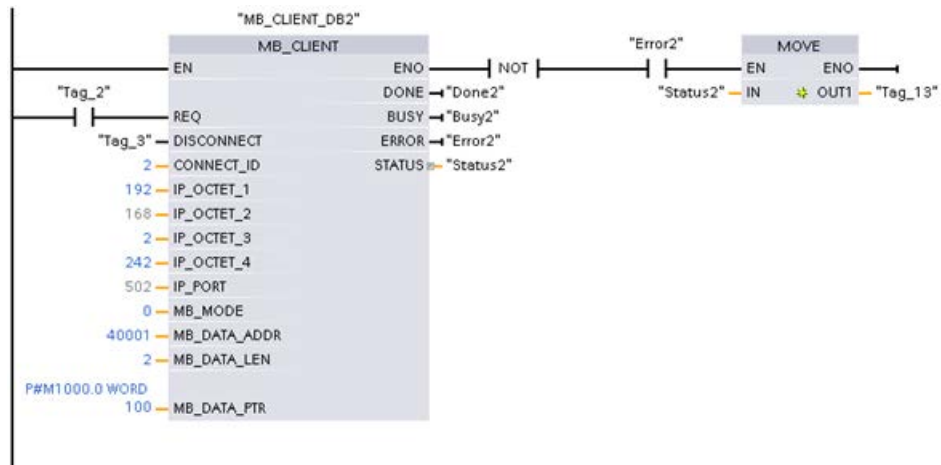 "MB_CLIENT_DB2"
MB_CLIENT
"Error2"
MOVE
EN ENO NOT EN ENO
"Tag_2" DONE "Done2" "Status2" IN OUT1 "Tag_13"
REQ BUSY "Busy2"
"Tag_3" DISCONNECT ERROR "Error2"
2 CONNECT_ID STATUS "Status2"
192 IP_OCTET_1
168 IP_OCTET_2
2 IP_OCTET_3
242 IP_OCTET_4
502 IP_PORT
0 MB_MODE
40001 MB_DATA_ADDR
2 MB_DATA_LEN
P#M1000.0 WORD
100 MB_DATA_PTR